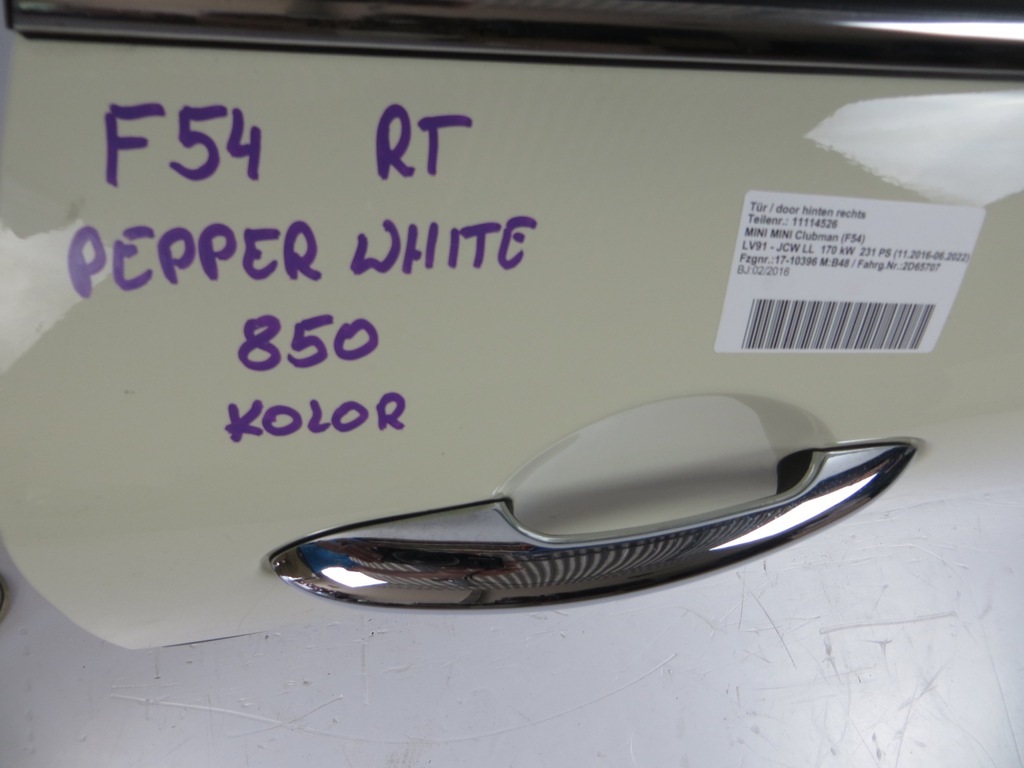 F54 RT
PEPPER WHITE
850
KOLOR
Tür / door hinten rechts
Teilenr.: 11114526
MINI MINI Clubman (F54)
LV91 - JCW LL 170 kW 231 PS (11.2016-06.2022)
Fzgnr.:17-10396 M:B48 / Fahrg.Nr.:2D65707
BJ:02/2016